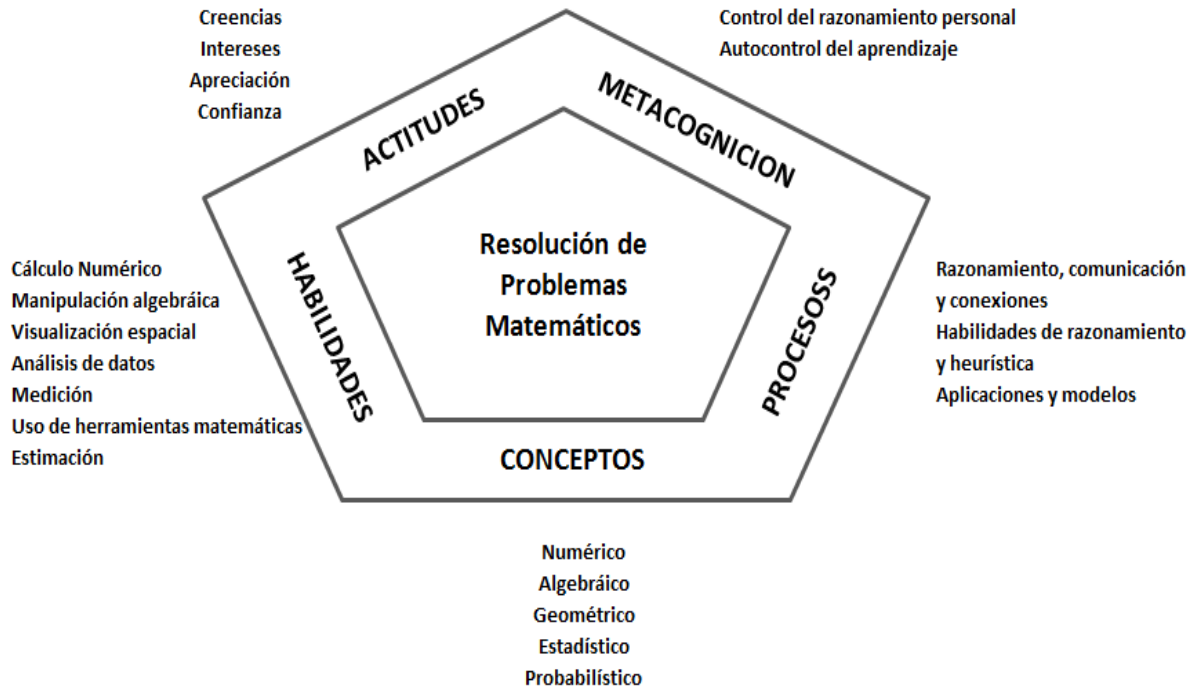 Creencias
Intereses
Apreciación
Confianza
Control del razonamiento personal
Autocontrol del aprendizaje
ACTITUDES
METACOGNICION
HABILIDADES
Resolución de
Problemas
Matemáticos
PROCESOSS
CONCEPTOS
Cálculo Numérico
Manipulación algebráica
Visualización espacial
Análisis de datos
Medición
Uso de herramientas matemáticas
Estimación
Razonamiento, comunicación
y conexiones
Habilidades de razonamiento
y heurística
Aplicaciones y modelos
Numérico
Algebráico
Geométrico
Estadístico
Probabilístico